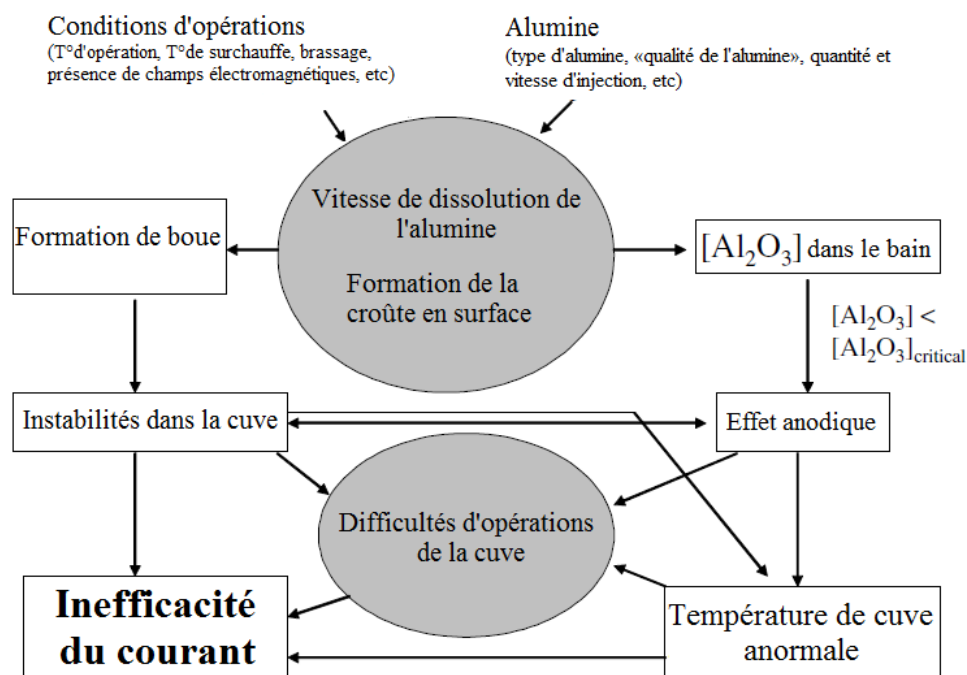 Conditions d'opérations
(T°d'opération, T°de surchauffe, brassage,
présence de champs électromagnétiques, etc)
Alumine
(type d'alumine, «qualité de l'alumine», quantité et
vitesse d'injection, etc)
Vitesse de dissolution de
l'alumine
Formation de la
croûte en surface
Formation de boue
[Al₂O₃] dans le bain
[Al₂O₃] <
[Al₂O₃]critical
Instabilités dans la cuve
Effet anodique
Difficultés d'opérations
de la cuve
Inefficacité
du courant
Température de cuve
anormale